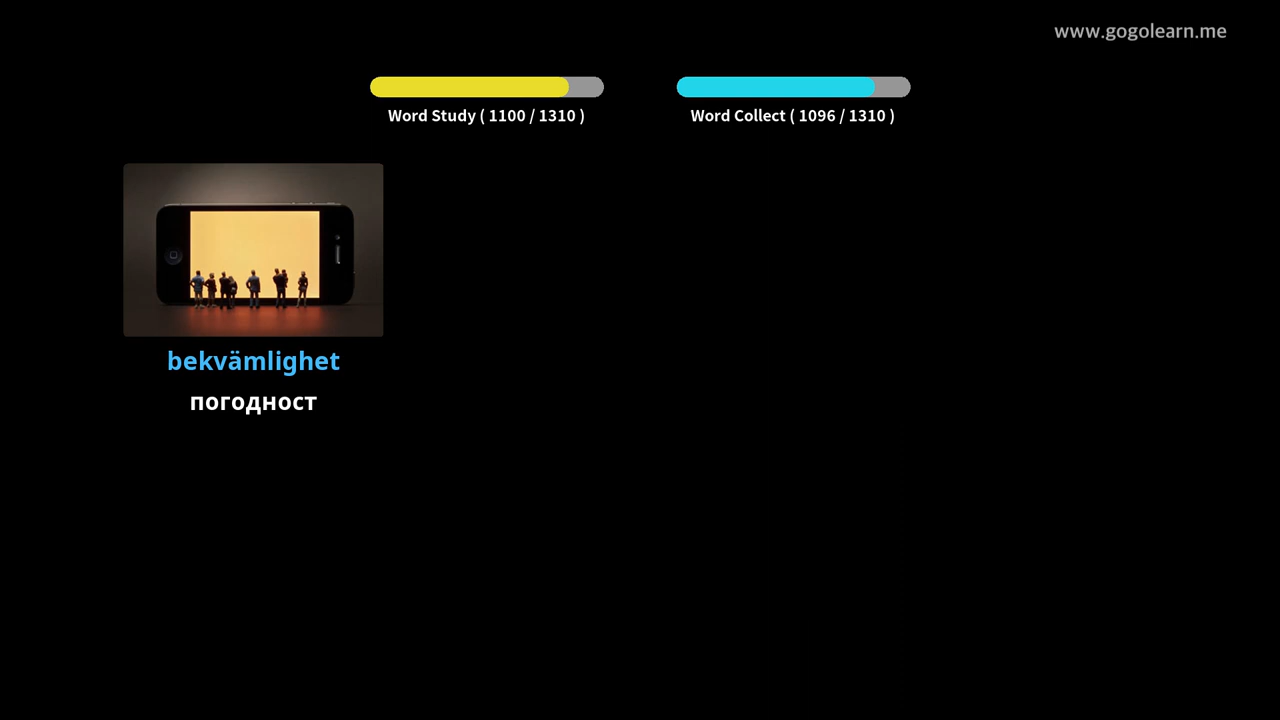 www.gogolearn.me
Word Study ( 1100 / 1310 )
Word Collect ( 1096 / 1310 )
bekvämlighet
погодност